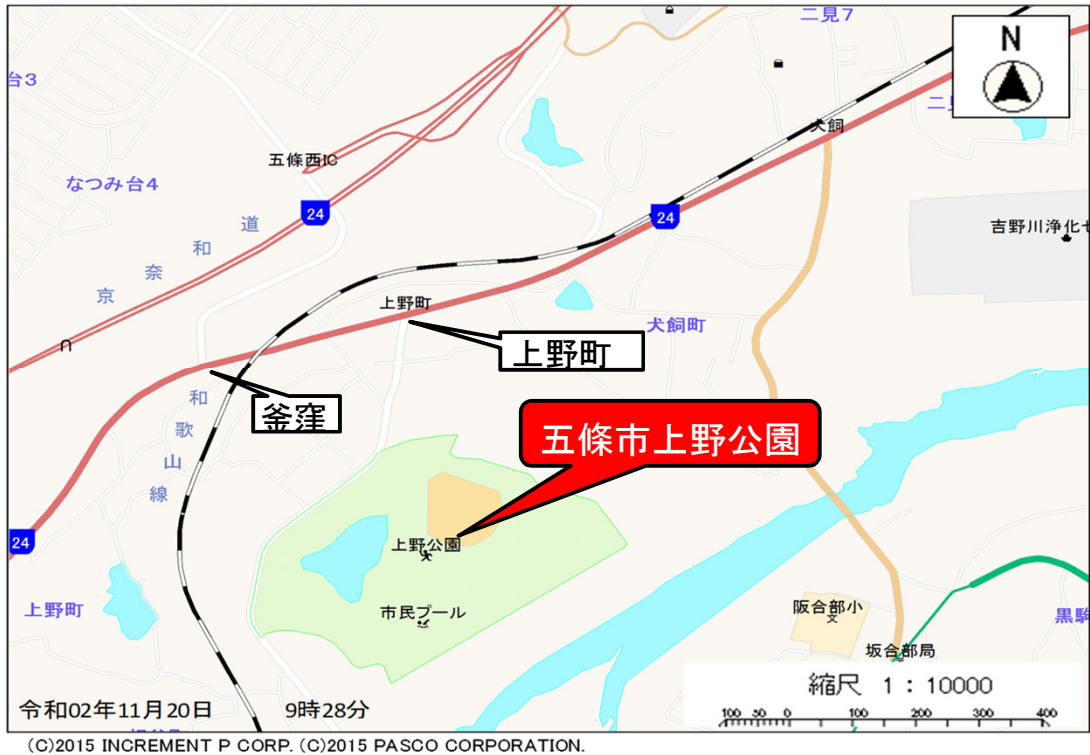 二見7
N
台3
犬飼
五條西IC
なつみ台4
24
24
吉野川浄化セ
京奈和道
上野町
犬飼町
上野町
和歌山線
釜窪
五條市上野公園
24
上野公園
上野町
市民プール
阪合部小
黒駒
坂合部局
縮尺 1:10000
100 50 0 100 200 300 400
令和02年11月20日 9時28分
(C)2015 INCREMENT P CORP. (C)2015 PASCO CORPORATION.